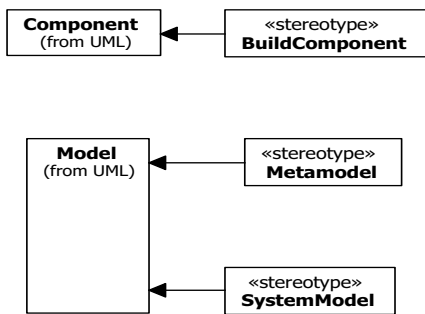 Component
(from UML)
«stereotype»
BuildComponent
Model
(from UML)
«stereotype»
Metamodel
«stereotype»
SystemModel